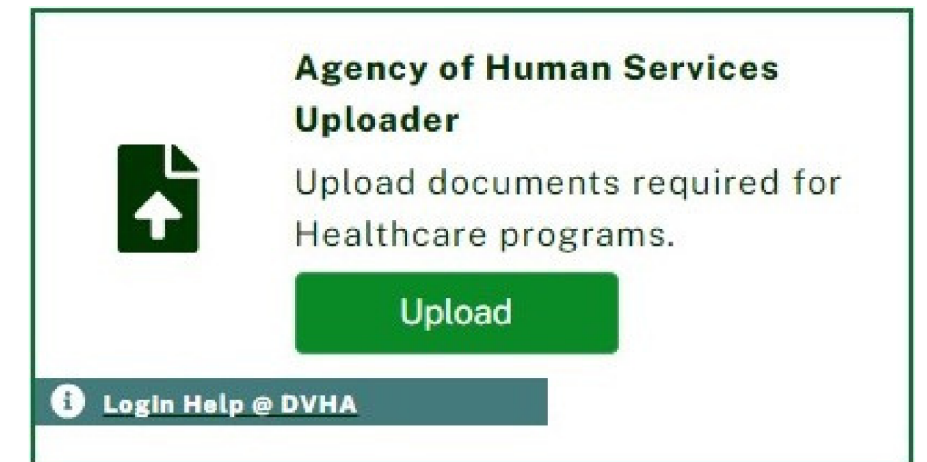 Agency of Human Services
Uploader
Upload documents required for
Healthcare programs.
Upload
Login Help @ DVHA